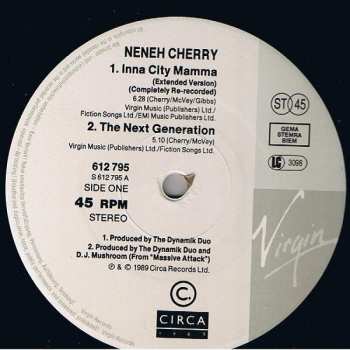 NENEH CHERRY
1. Inna City Mamma
(Extended Version)
(Completely Re-recorded)
6.28 (Cherry/McVey/Gibbs)
Virgin Music (Publishers) Ltd./
Fiction Songs Ltd./EMI Music Publishers Ltd.
2. The Next Generation
5.10 (Cherry/McVey)
Virgin Music (Publishers) Ltd./Fiction Songs Ltd.
612 795
S 612 795 A
SIDE ONE
45 RPM
STEREO
ST 45
GEMA
STEMRA
BIEM
LC 3098
1. Produced by The Dynamik Duo
2. Produced by The Dynamik Duo and
D.J. Mushroom (From "Massive Attack")
℗ & © 1989 Circa Records Ltd.
C.
CIRCA
Virgin